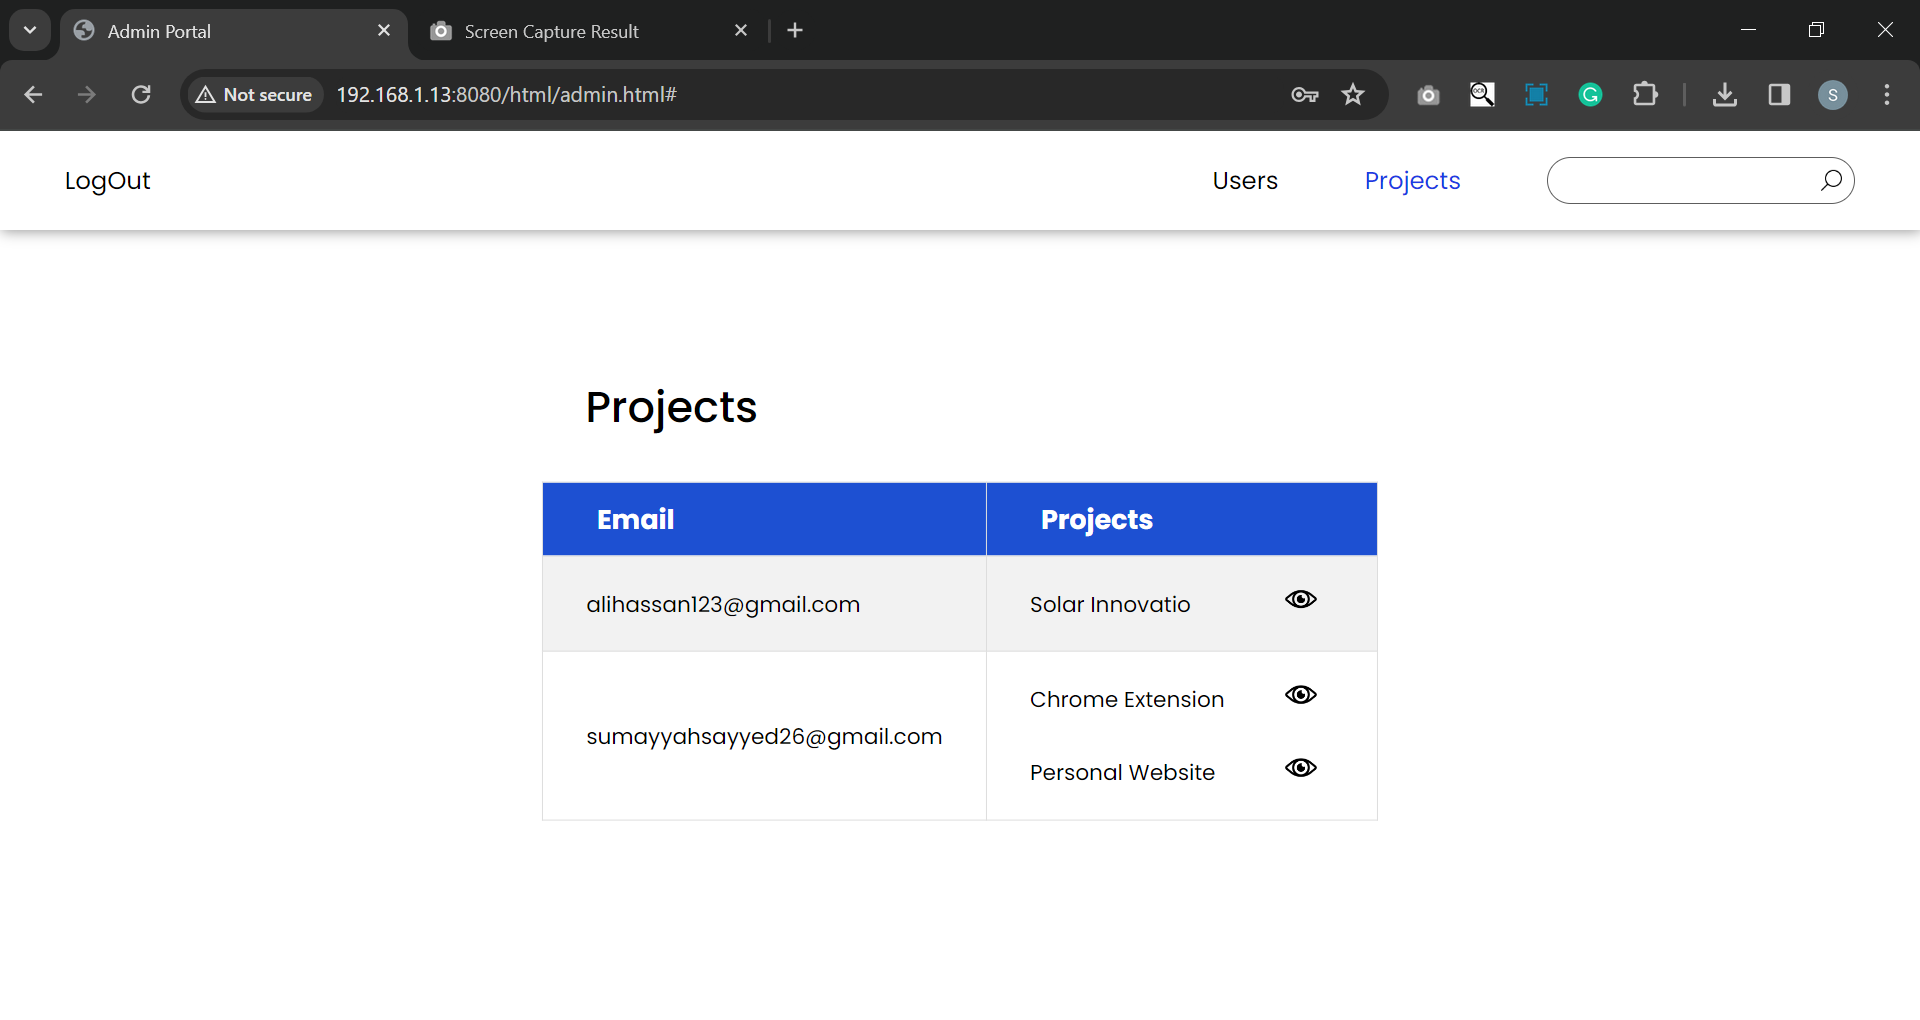 Admin Portal
Screen Capture Result
Not secure
192.168.1.13:8080/html/admin.html#
OCR
G
S
LogOut
Users
Projects
Projects
Email
Projects
alihassan123@gmail.com
Solar Innovatio
sumayyahsayyed26@gmail.com
Chrome Extension
Personal Website